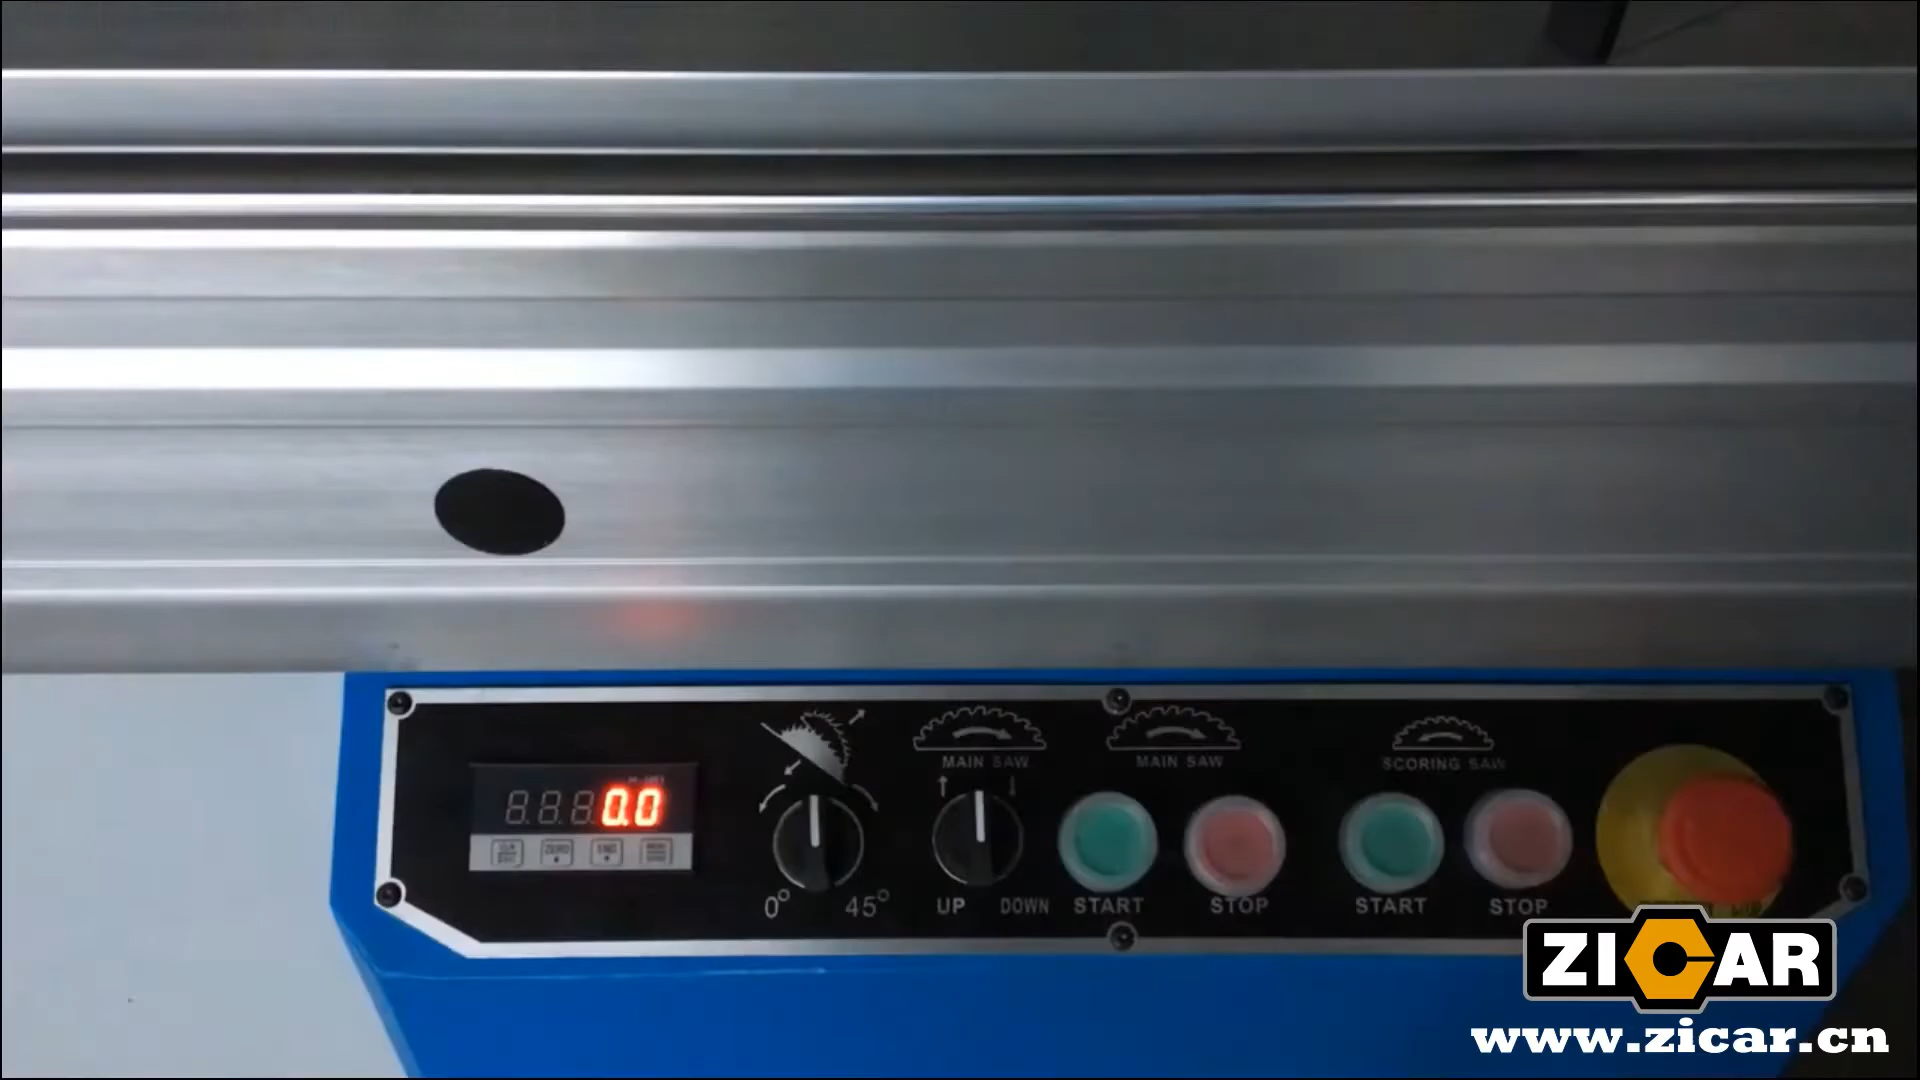 0.0
ZERO
END
MAIN SAW
MAIN SAW
SCORING SAW
0° 45°
UP DOWN
START STOP
START STOP
ZICAR
www.zicar.cn